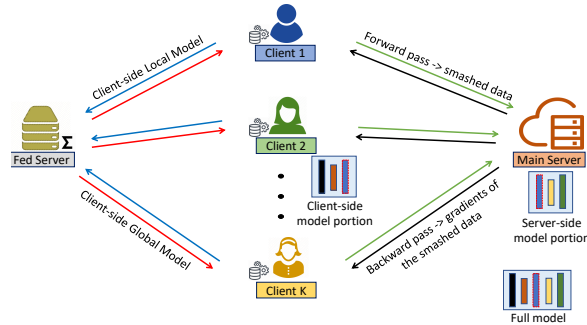 Client 1
Client-side Local Model
Forward pass -> smashed data
Σ
Fed Server
Client 2
Main Server
Client-side
model portion
Server-side
model portion
Client-side Global Model
Backward pass -> gradients of
the smashed data
Client K
Full model